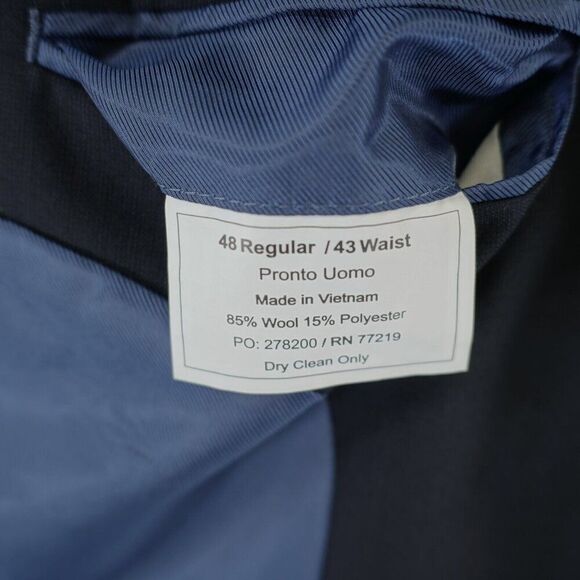 48 Regular / 43 Waist
Pronto Uomo
Made in Vietnam
85% Wool 15% Polyester
PO: 278200 / RN 77219
Dry Clean Only